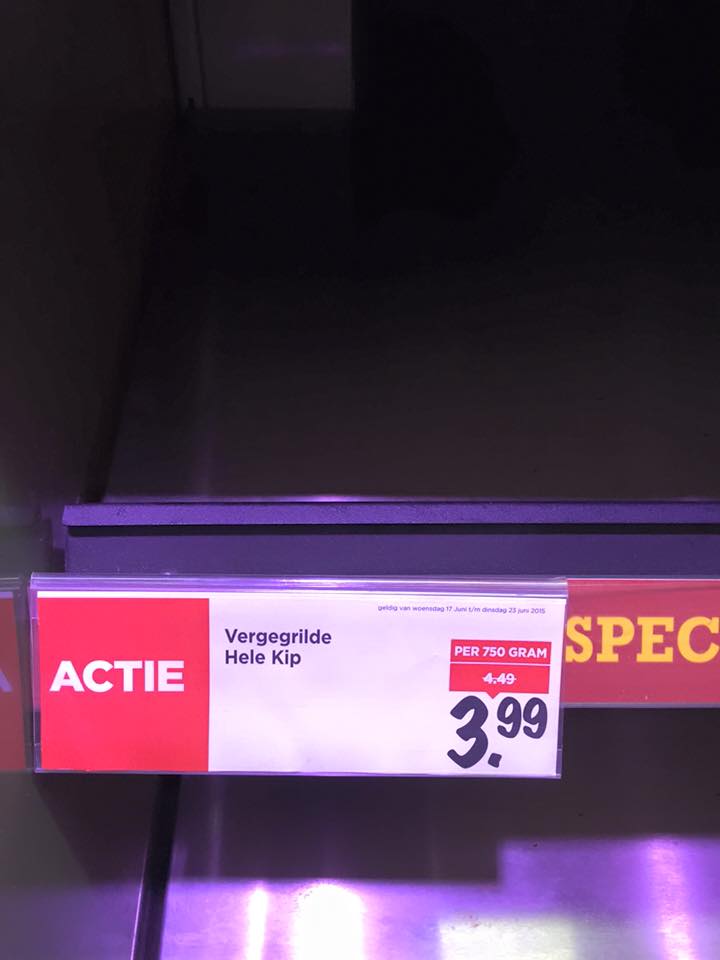 geldig van woensdag 17 Juni t/m dinsdag 23 juni 2015
Vergegrilde
Hele Kip
ACTIE
PER 750 GRAM
4.49
3.99
SPEC